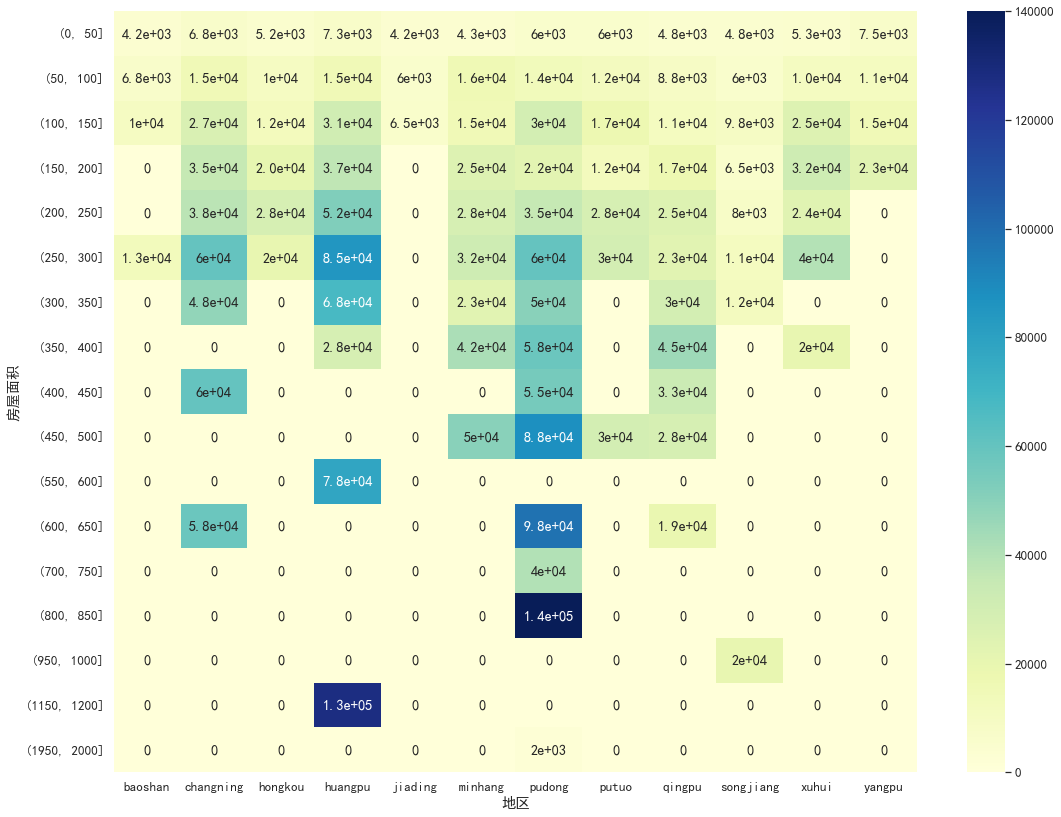 (0, 50] 4.2e+03 6.8e+03 5.2e+03 7.3e+03 4.2e+03 4.3e+03 6e+03 6e+03 4.8e+03 4.8e+03 5.3e+03 7.5e+03
(50, 100] 6.8e+03 1.5e+04 1e+04 1.5e+04 6e+03 1.6e+04 1.4e+04 1.2e+04 8.8e+03 6e+03 1.0e+04 1.1e+04
(100, 150] 1e+04 2.7e+04 1.2e+04 3.1e+04 6.5e+03 1.5e+04 3e+04 1.7e+04 1.1e+04 9.8e+03 2.5e+04 1.5e+04
(150, 200] 0 3.5e+04 2.0e+04 3.7e+04 0 2.5e+04 2.2e+04 1.2e+04 1.7e+04 6.5e+03 3.2e+04 2.3e+04
(200, 250] 0 3.8e+04 2.8e+04 5.2e+04 0 2.8e+04 3.5e+04 2.8e+04 2.5e+04 8e+03 2.4e+04 0
(250, 300] 1.3e+04 6e+04 2e+04 8.5e+04 0 3.2e+04 6e+04 3e+04 2.3e+04 1.1e+04 4e+04 0
(300, 350] 0 4.8e+04 0 6.8e+04 0 2.3e+04 5e+04 0 3e+04 1.2e+04 0 0
(350, 400] 0 0 0 2.8e+04 0 4.2e+04 5.8e+04 0 4.5e+04 0 2e+04 0
(400, 450] 0 6e+04 0 0 0 0 5.5e+04 0 3.3e+04 0 0 0
(450, 500] 0 0 0 0 0 5e+04 8.8e+04 3e+04 2.8e+04 0 0 0
(550, 600] 0 0 0 7.8e+04 0 0 0 0 0 0 0 0
(600, 650] 0 5.8e+04 0 0 0 0 9.8e+04 0 1.9e+04 0 0 0
(700, 750] 0 0 0 0 0 0 4e+04 0 0 0 0 0
(800, 850] 0 0 0 0 0 0 1.4e+05 0 0 0 0 0
(950, 1000] 0 0 0 0 0 0 0 0 0 2e+04 0 0
(1150, 1200] 0 0 0 1.3e+05 0 0 0 0 0 0 0 0
(1950, 2000] 0 0 0 0 0 0 2e+03 0 0 0 0 0
baoshan changning hongkou huangpu jiading minhang pudong putuo qingpu songjiang xuhui yangpu
地区
房屋面积
140000
120000
100000
80000
60000
40000
20000
0